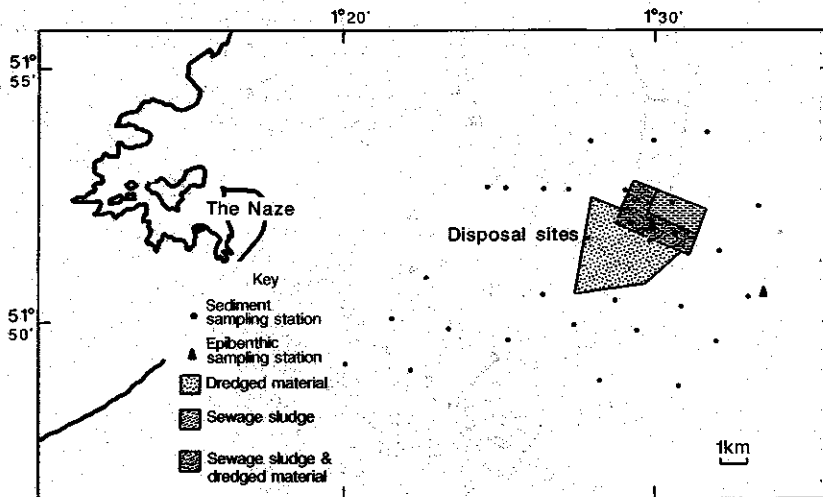 1°20'
1°30'
51°
55'
The Naze
Disposal sites
Key
Sediment
sampling station
Epibenthic
sampling station
Dredged material
Sewage sludge
Sewage sludge &
dredged material
51°
50'
1km